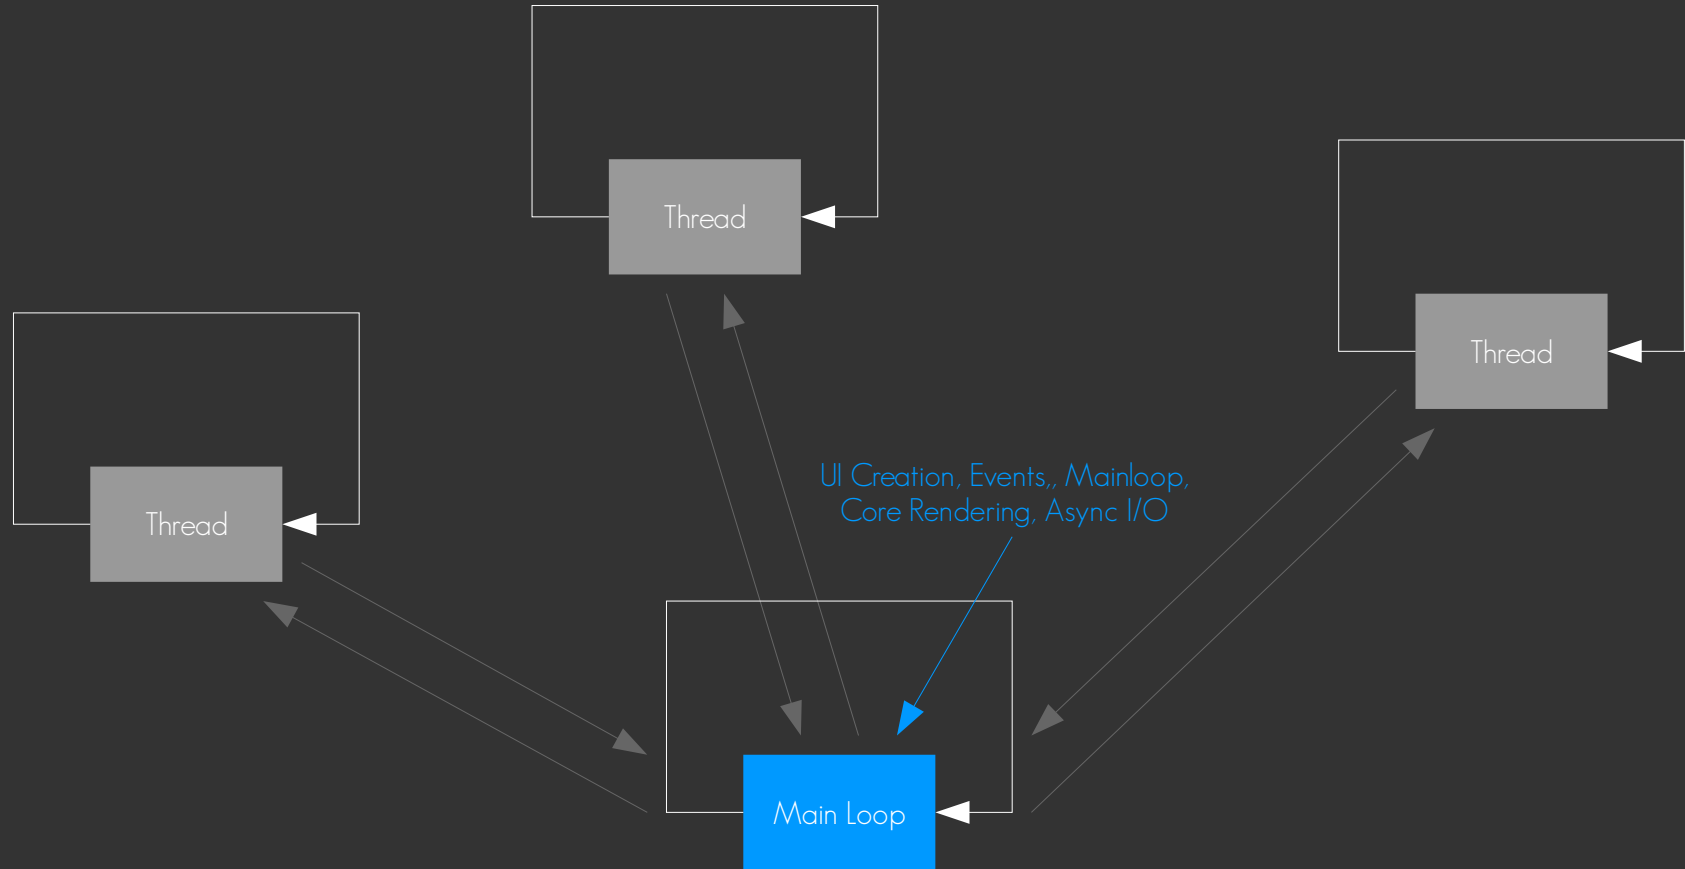 Thread
Thread
Thread
UI Creation, Events,, Mainloop,
Core Rendering, Async I/O
Main Loop